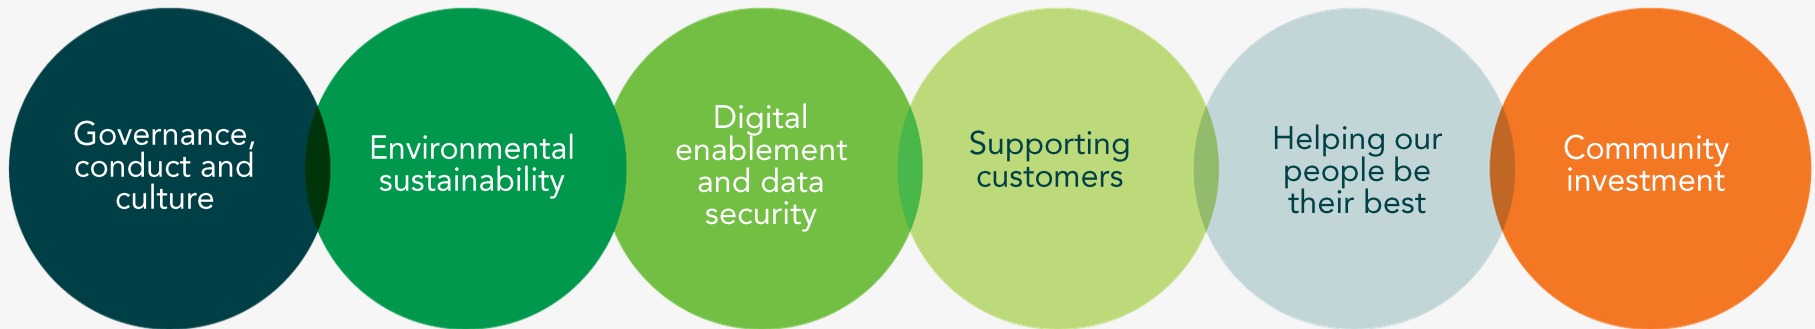 Governance,
conduct and
culture
Environmental
sustainability
Digital
enablement
and data
security
Supporting
customers
Helping our
people be
their best
Community
investment